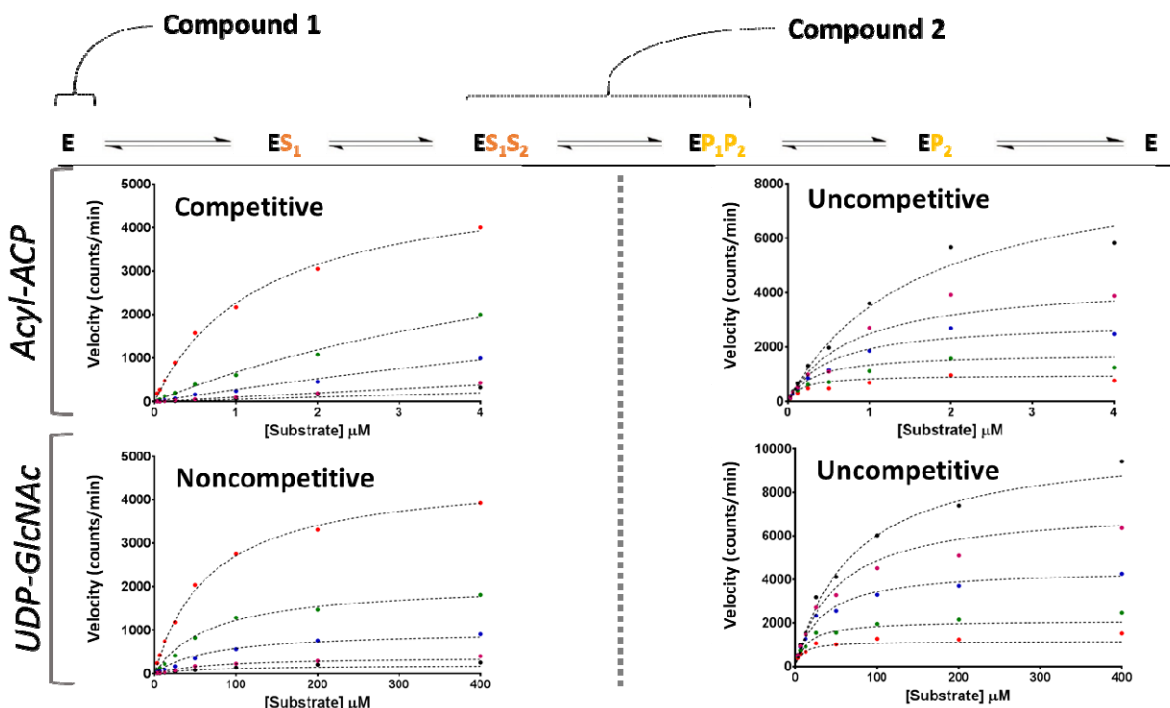 Compound 1
Compound 2
E ES1 ES1S2 EP1P2 EP2 E
Acyl-ACP
Competitive
Velocity (counts/min)
5000
4000
3000
2000
1000
0
0 1 2 3 4
[Substrate] μM
Uncompetitive
Velocity (counts/min)
8000
6000
4000
2000
0
0 1 2 3 4
[Substrate] μM
UDP-GlcNAc
Noncompetitive
Velocity (counts/min)
5000
4000
3000
2000
1000
0
0 100 200 300 400
[Substrate] μM
Uncompetitive
Velocity (counts/min)
10000
8000
6000
4000
2000
0
0 100 200 300 400
[Substrate] μM